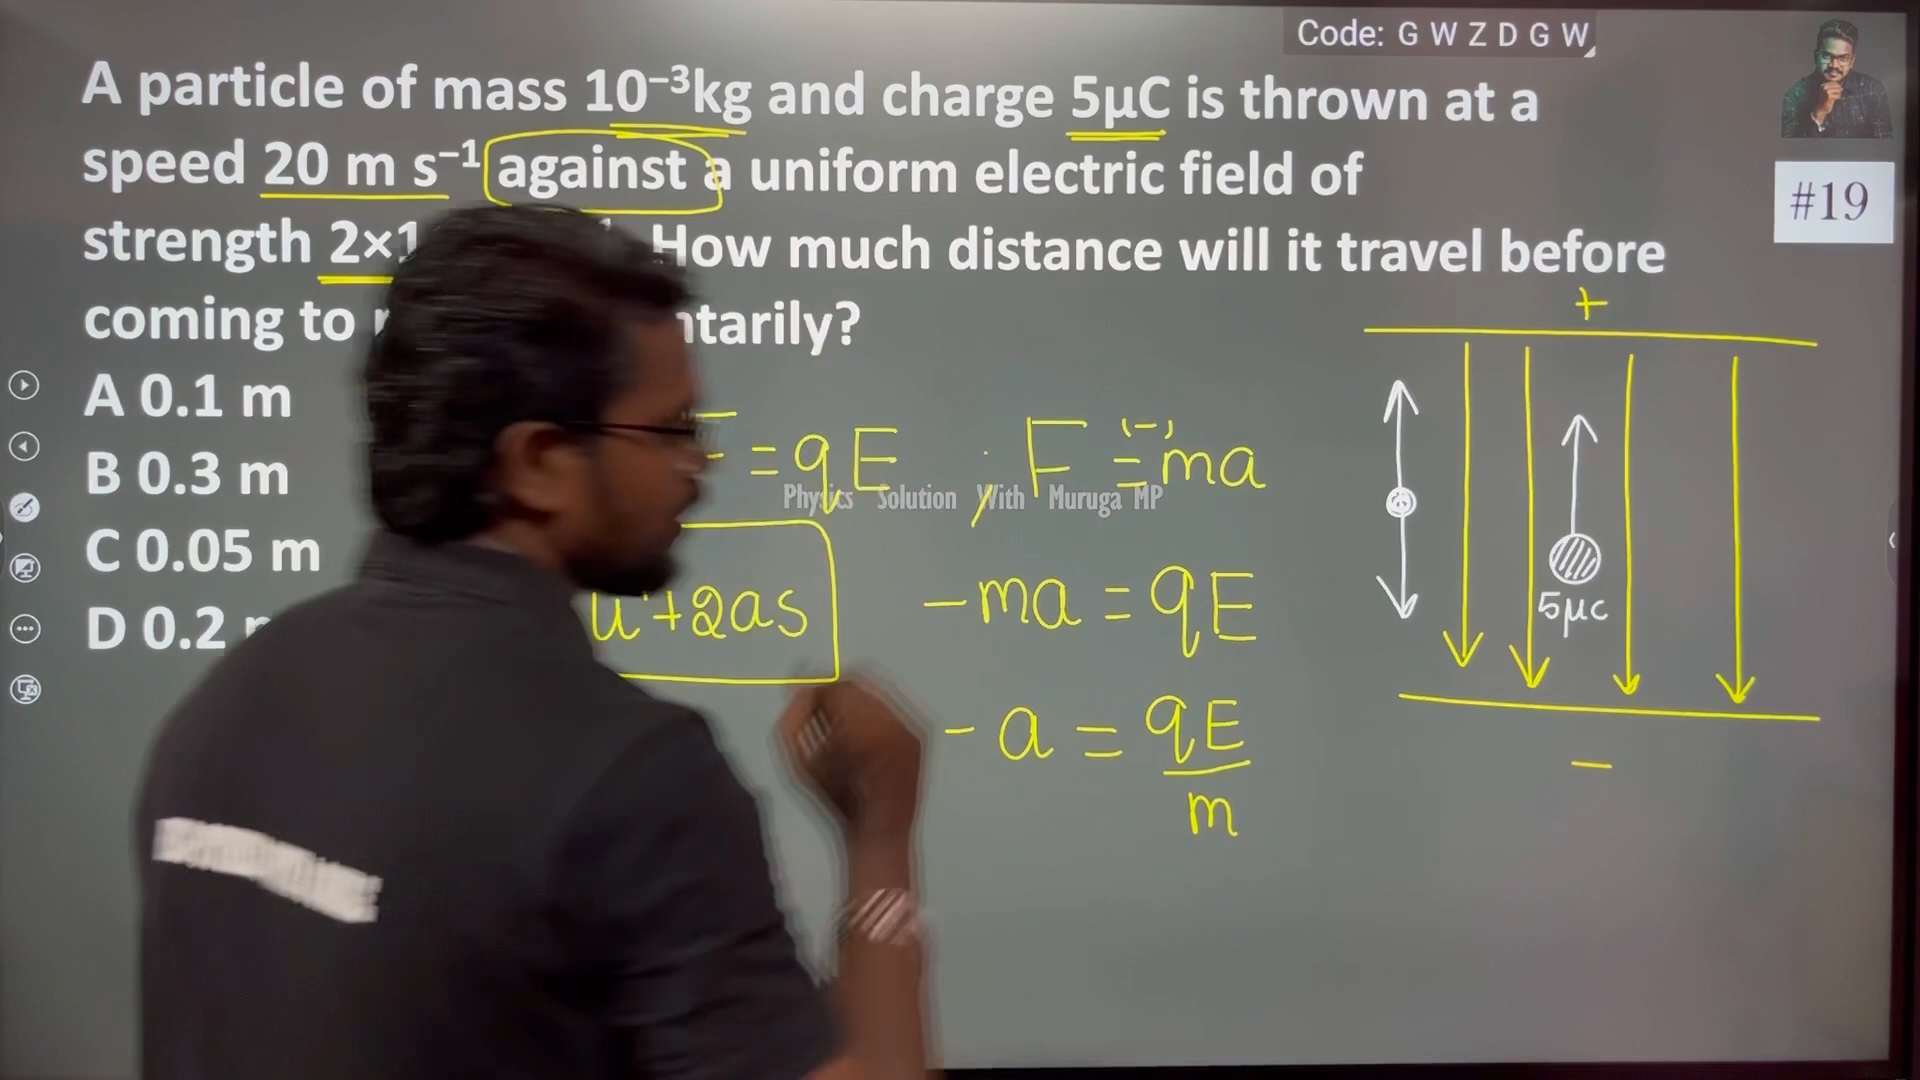 Code: G W Z D G W
A particle of mass 10⁻³kg and charge 5μC is thrown at a
speed 20 m s⁻¹ against a uniform electric field of
strength 2×1 How much distance will it travel before
coming to
A 0.1 m
B 0.3 m
C 0.05 m
D 0.2
#19
+
= qE , F = (-) ma
Physics Solution With Muruga MP
u²+2as
-ma = qE
5μc
-a = qE
m
-